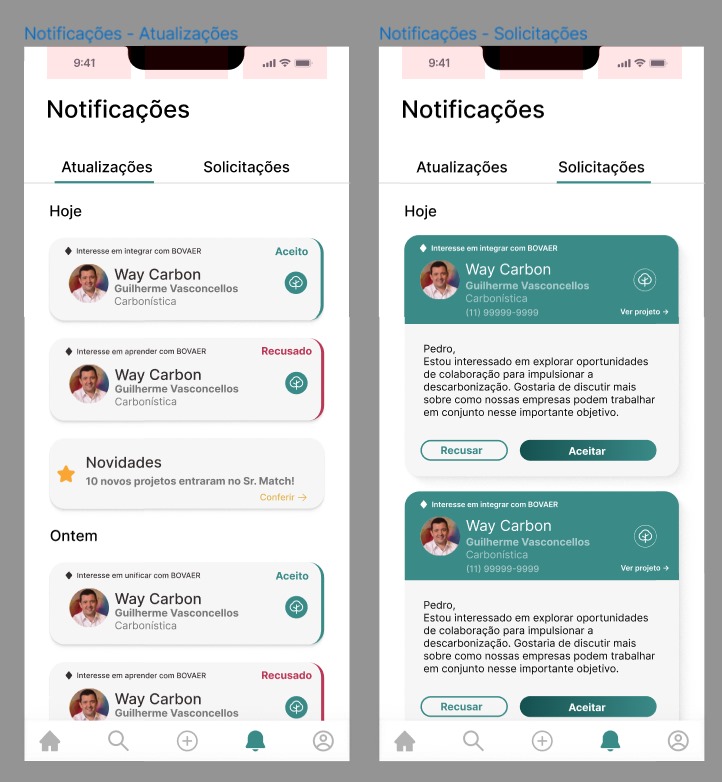 Notificações - Atualizações
9:41
Notificações
Atualizações
Solicitações
Hoje
Interesse em integrar com BOVAER
Aceito
Way Carbon
Guilherme Vasconcellos
Carbonística
Interesse em aprender com BOVAER
Recusado
Way Carbon
Guilherme Vasconcellos
Carbonística
Novidades
10 novos projetos entraram no Sr. Match!
Conferir →
Ontem
Interesse em unificar com BOVAER
Aceito
Way Carbon
Guilherme Vasconcellos
Carbonística
Interesse em aprender com BOVAER
Recusado
Way Carbon
Guilherme Vasconcellos
Notificações - Solicitações
9:41
Notificações
Atualizações
Solicitações
Hoje
Interesse em integrar com BOVAER
Way Carbon
Guilherme Vasconcellos
Carbonística
(11) 99999-9999
Ver projeto →
Pedro,
Estou interessado em explorar oportunidades
de colaboração para impulsionar a
descarbonização. Gostaria de discutir mais
sobre como nossas empresas podem trabalhar
em conjunto nesse importante objetivo.
Recusar
Aceitar
Interesse em integrar com BOVAER
Way Carbon
Guilherme Vasconcellos
Carbonística
(11) 99999-9999
Ver projeto →
Pedro,
Estou interessado em explorar oportunidades
de colaboração para impulsionar a
descarbonização. Gostaria de discutir mais
sobre como nossas empresas podem trabalhar
em conjunto nesse importante objetivo.
Recusar
Aceitar